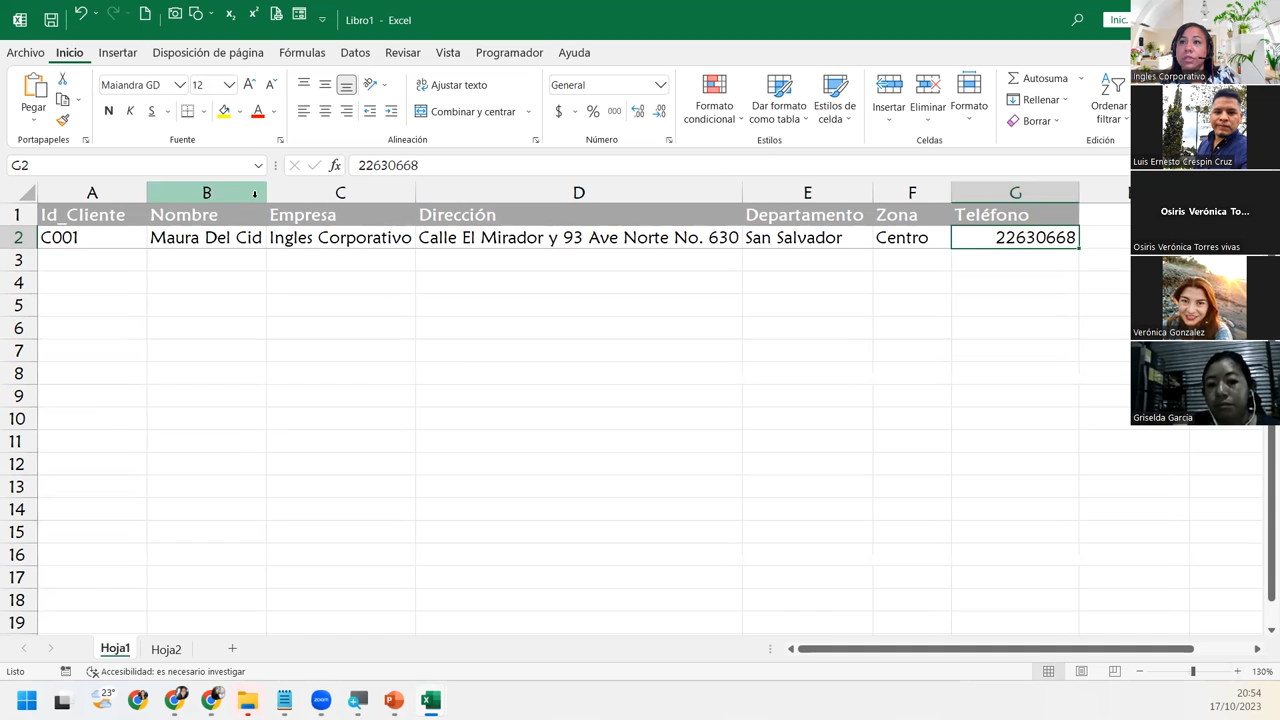 Libro1 - Excel
Inic.
Archivo Inicio Insertar Disposición de página Fórmulas Datos Revisar Vista Programador Ayuda
Pegar
Maiandra GD 12
N K S
Ajustar texto
Combinar y centrar
General
$ % 000
Formato condicional
Dar formato como tabla
Estilos de celda
Insertar Eliminar Formato
Autosuma
Rellenar
Borrar
Ordenar filtrar
Portapapeles Fuente Alineación Número Estilos Celdas Edición
G2 fx 22630668
A B C D E F G
1 Id_Cliente Nombre Empresa Dirección Departamento Zona Teléfono
2 C001 Maura Del Cid Ingles Corporativo Calle El Mirador y 93 Ave Norte No. 630 San Salvador Centro 22630668
3
4
5
6
7
8
9
10
11
12
13
14
15
16
17
18
19
Ingles Corporativo
Luis Ernesto Crespin Cruz
Osiris Verónica To...
Osiris Verónica Torres vivas
Verónica Gonzalez
Griselda Garcia
Hoja1 Hoja2
Listo Accesibilidad: es necesario investigar 130%
23°
zoom
20:54
17/10/2023